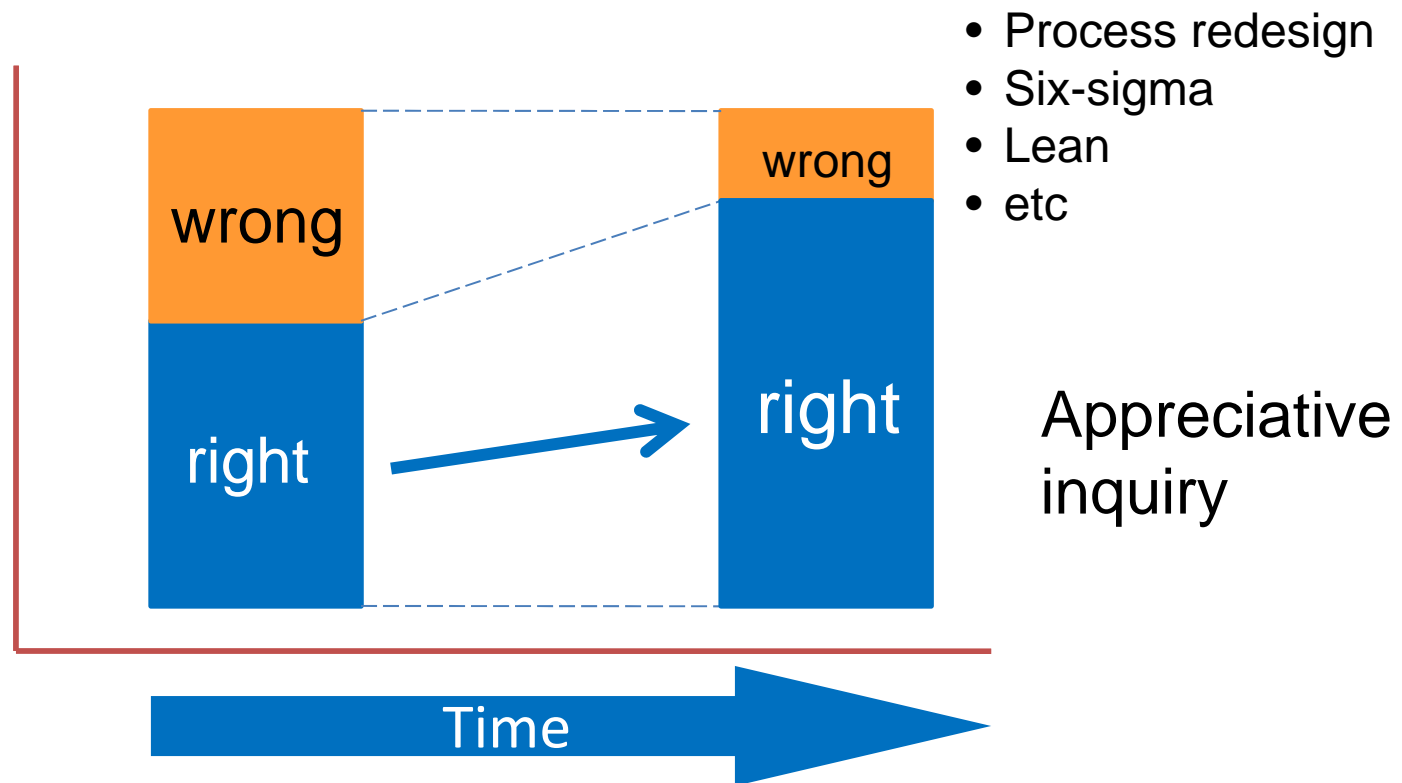 • Process redesign
• Six-sigma
• Lean
• etc
wrong
wrong
right
right
Appreciative
inquiry
Time